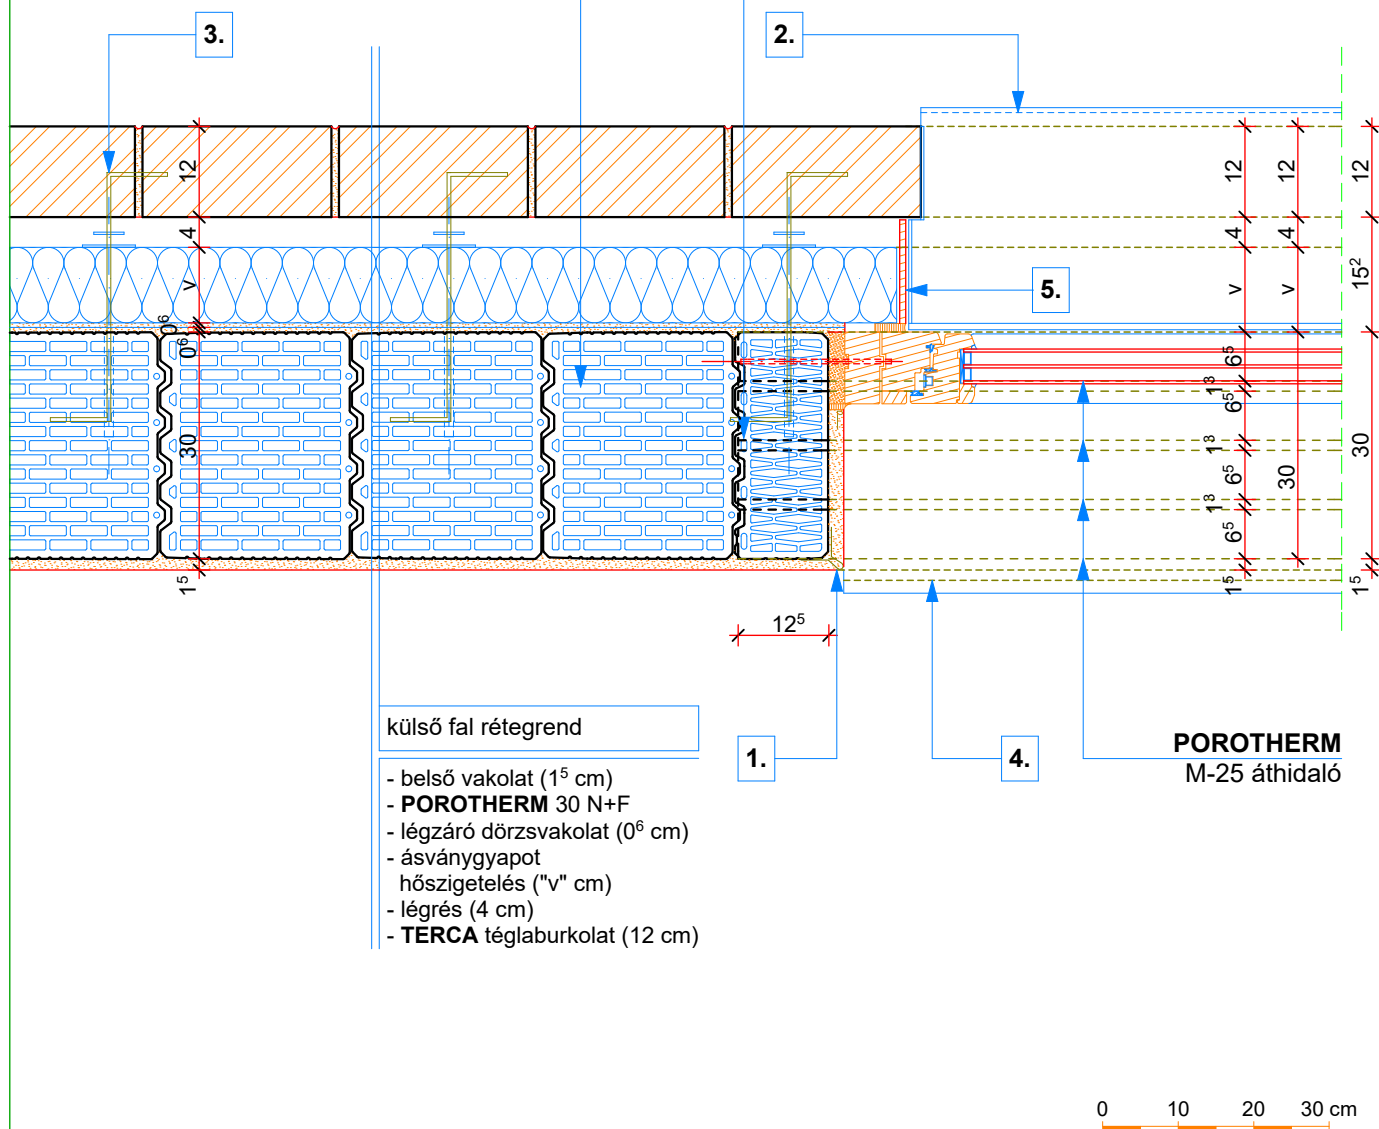 3.
2.
12
4
v
0⁶
0⁶
30
1⁵
12
4
v
6⁵
1³
6⁵
1³
6⁵
1³
6⁵
1⁵
12
4
v
30
12
15²
30
1⁵
5.
12⁵
külső fal rétegrend
- belső vakolat (1⁵ cm)
- POROTHERM 30 N+F
- légzáró dörzsvakolat (0⁶ cm)
- ásványgyapot
hőszigetelés ("v" cm)
- légrés (4 cm)
- TERCA téglaburkolat (12 cm)
1.
4.
POROTHERM
M-25 áthidaló
0 10 20 30 cm